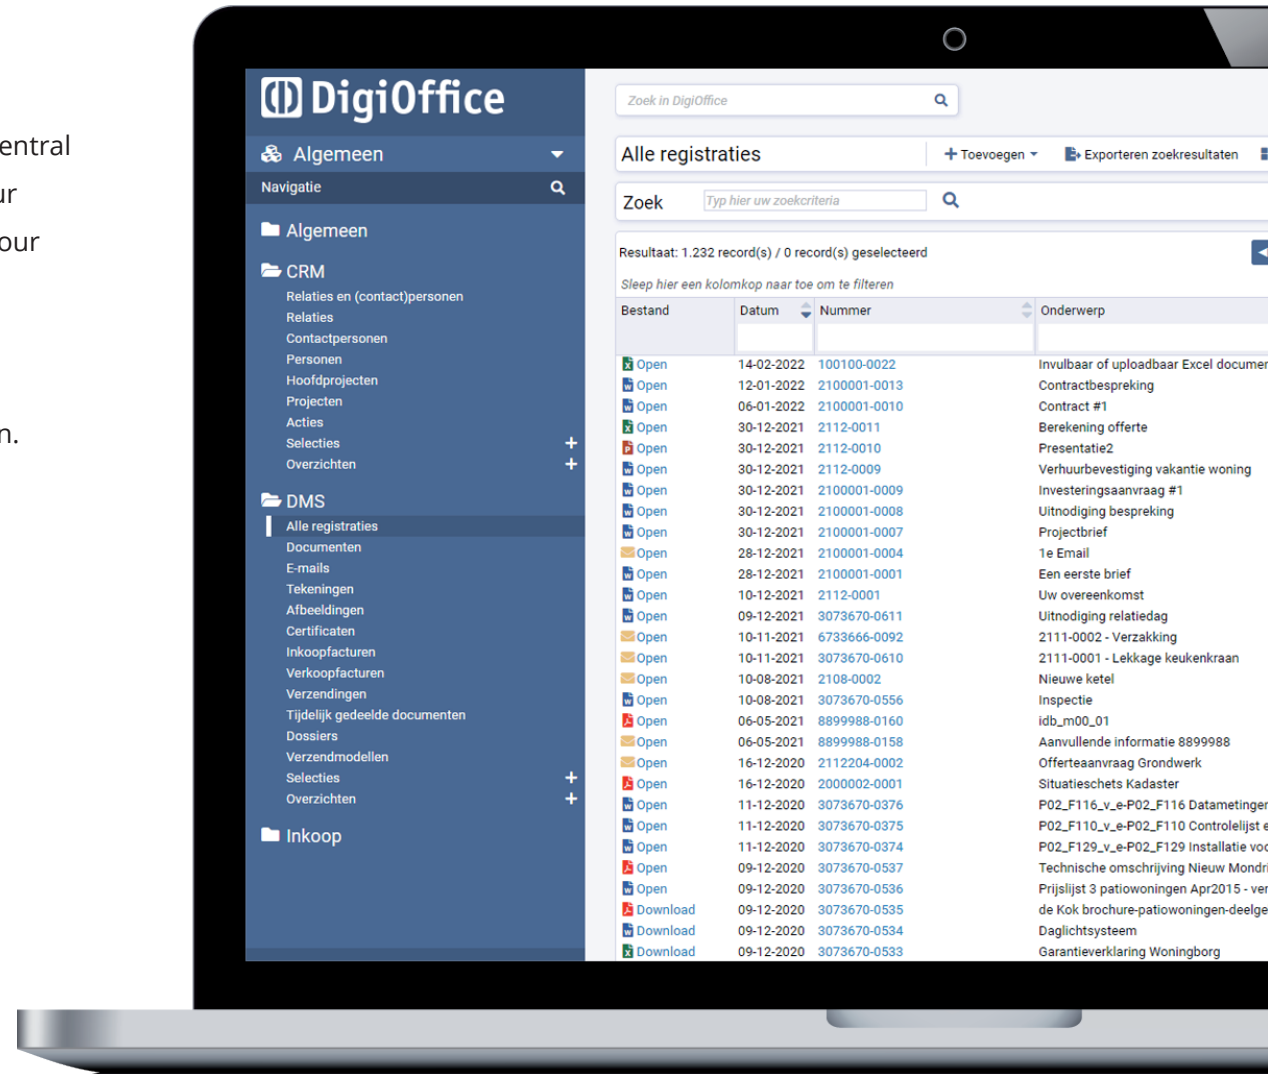 entral
ur
our
n.
DigiOffice
Algemeen
Navigatie
Algemeen
CRM
Relaties en (contact)personen
Relaties
Contactpersonen
Personen
Hoofdprojecten
Projecten
Acties
Selecties +
Overzichten +
DMS
Alle registraties
Documenten
E-mails
Tekeningen
Afbeeldingen
Certificaten
Inkoopfacturen
Verkoopfacturen
Verzendingen
Tijdelijk gedeelde documenten
Dossiers
Verzendmodellen
Selecties +
Overzichten +
Inkoop
Zoek in DigiOffice
Alle registraties + Toevoegen Exporteren zoekresultaten
Zoek Typ hier uw zoekcriteria
Resultaat: 1.232 record(s) / 0 record(s) geselecteerd
Sleep hier een kolomkop naar toe om te filteren
Bestand Datum Nummer Onderwerp
Open 14-02-2022 100100-0022 Invulbaar of uploadbaar Excel documen
Open 12-01-2022 2100001-0013 Contractbespreking
Open 06-01-2022 2100001-0010 Contract #1
Open 30-12-2021 2112-0011 Berekening offerte
Open 30-12-2021 2112-0010 Presentatie2
Open 30-12-2021 2112-0009 Verhuurbevestiging vakantie woning
Open 30-12-2021 2100001-0009 Investeringsaanvraag #1
Open 30-12-2021 2100001-0008 Uitnodiging bespreking
Open 30-12-2021 2100001-0007 Projectbrief
Open 28-12-2021 2100001-0004 1e Email
Open 28-12-2021 2100001-0001 Een eerste brief
Open 10-12-2021 2112-0001 Uw overeenkomst
Open 09-12-2021 3073670-0611 Uitnodiging relatiedag
Open 10-11-2021 6733666-0092 2111-0002 - Verzakking
Open 10-11-2021 3073670-0610 2111-0001 - Lekkage keukenkraan
Open 10-08-2021 2108-0002 Nieuwe ketel
Open 10-08-2021 3073670-0556 Inspectie
Open 06-05-2021 8899988-0160 idb_m00_01
Open 06-05-2021 8899988-0158 Aanvullende informatie 8899988
Open 16-12-2020 2112204-0002 Offerteaanvraag Grondwerk
Open 16-12-2020 2000002-0001 Situatieschets Kadaster
Open 11-12-2020 3073670-0376 P02_F116_v_e-P02_F116 Datametinger
Open 11-12-2020 3073670-0375 P02_F110_v_e-P02_F110 Controlelijst e
Open 11-12-2020 3073670-0374 P02_F129_v_e-P02_F129 Installatie voo
Open 09-12-2020 3073670-0537 Technische omschrijving Nieuw Mondri
Open 09-12-2020 3073670-0536 Prijslijst 3 patiowoningen Apr2015 - ver
Download 09-12-2020 3073670-0535 de Kok brochure-patiowoningen-deelge
Download 09-12-2020 3073670-0534 Daglichtsysteem
Download 09-12-2020 3073670-0533 Garantieverklaring Woningborg